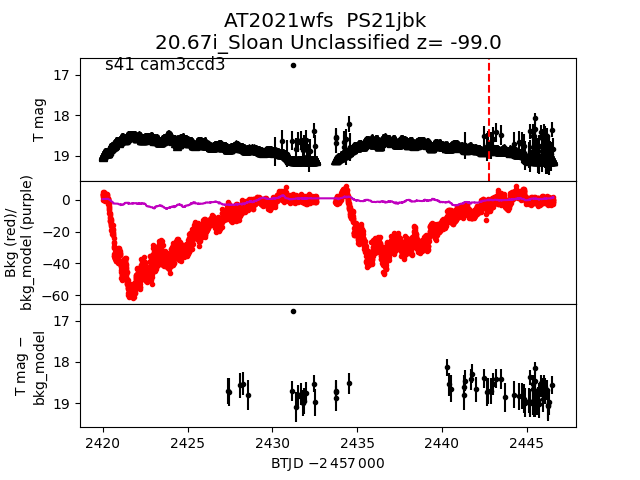 AT2021wfs  PS21jbk
20.67i_Sloan Unclassified z= -99.0
s41 cam3ccd3
T mag
17
18
19
Bkg (red)/
bkg_model (purple)
0
−20
−40
−60
T mag −
bkg_model
17
18
19
2420 2425 2430 2435 2440 2445
BTJD −2 457 000